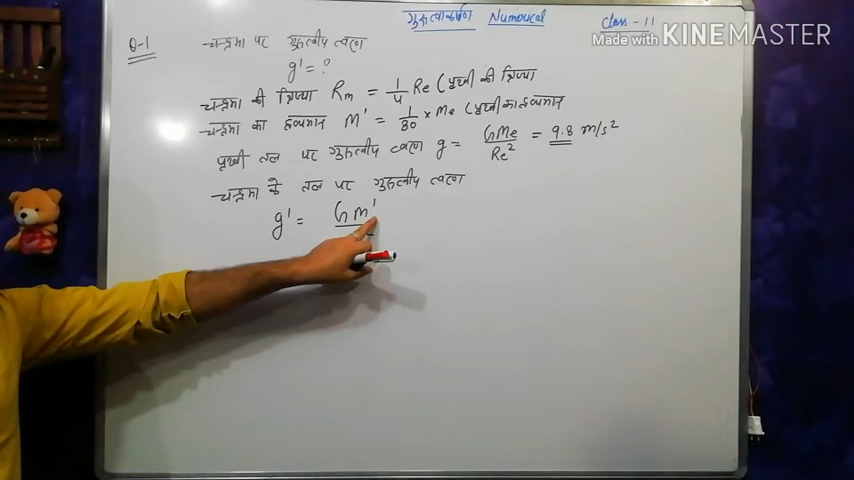 गुरुत्वाकर्षण Numerical Class - 11
Made with KINEMASTER
Q-1 चन्द्रमा पर गुरुत्वीय त्वरण
g' = ?
चन्द्रमा की त्रिज्या Rm = 1/4 Re (पृथ्वी की त्रिज्या
चन्द्रमा का द्रव्यमान M' = 1/80 × Me (पृथ्वी का द्रव्यमान
पृथ्वी तल पर गुरुत्वीय त्वरण g = GMe/Re² = 9.8 m/s²
चन्द्रमा के तल पर गुरुत्वीय त्वरण
g' = GM'